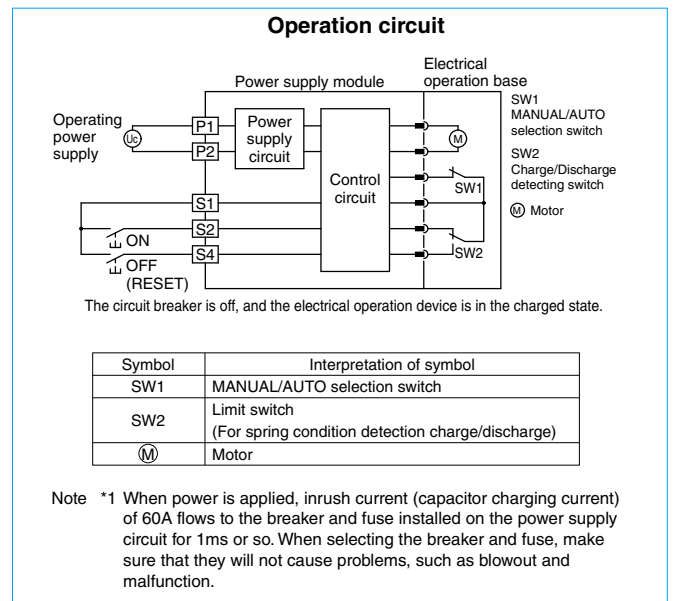 Operation circuit
Electrical
operation base
Power supply module
Operating
power
supply
Uc
P1
P2
Power
supply
circuit
Control
circuit
M
SW1
SW2
S1
S2
S4
ON
OFF
(RESET)
SW1
MANUAL/AUTO
selection switch
SW2
Charge/Discharge
detecting switch
M Motor
The circuit breaker is off, and the electrical operation device is in the charged state.
Symbol Interpretation of symbol
SW1 MANUAL/AUTO selection switch
SW2 Limit switch
(For spring condition detection charge/discharge)
M Motor
Note *1 When power is applied, inrush current (capacitor charging current)
of 60A flows to the breaker and fuse installed on the power supply
circuit for 1ms or so. When selecting the breaker and fuse, make
sure that they will not cause problems, such as blowout and
malfunction.